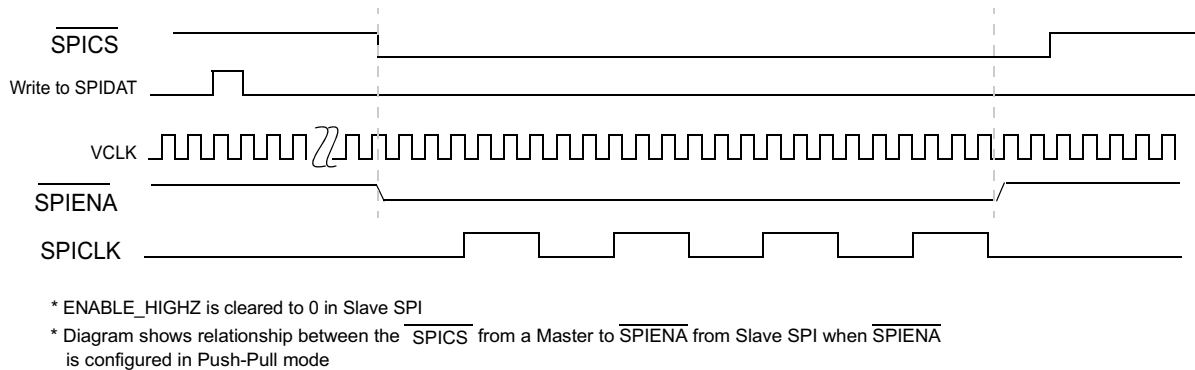 SPICS
Write to SPIDAT
VCLK
SPIENA
SPICLK
* ENABLE_HIGHZ is cleared to 0 in Slave SPI
* Diagram shows relationship between the SPICS from a Master to SPIENA from Slave SPI when SPIENA
is configured in Push-Pull mode